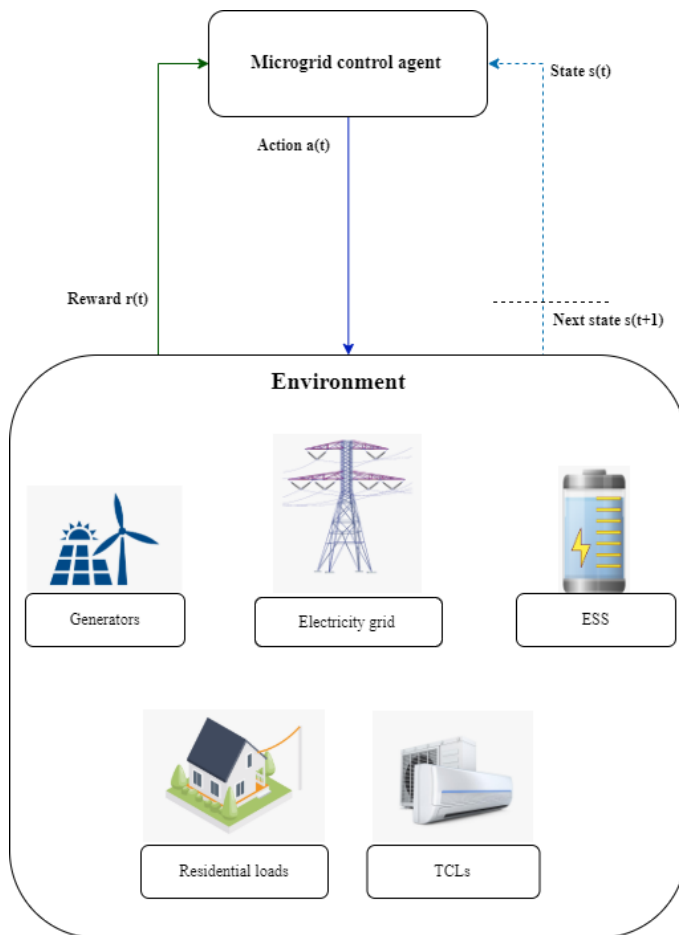 Microgrid control agent
State s(t)
Action a(t)
Reward r(t)
Next state s(t+1)
Environment
Generators
Electricity grid
ESS
Residential loads
TCLs